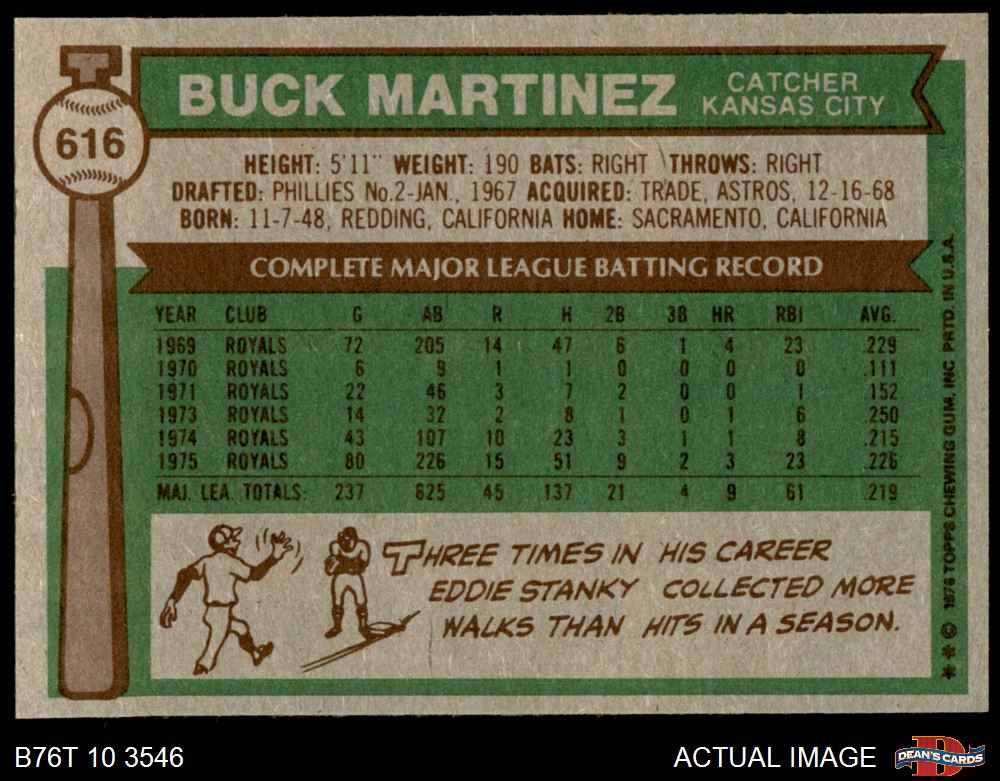 616
BUCK MARTINEZ CATCHER
KANSAS CITY
HEIGHT: 5'11" WEIGHT: 190 BATS: RIGHT THROWS: RIGHT
DRAFTED: PHILLIES No.2-JAN., 1967 ACQUIRED: TRADE, ASTROS, 12-16-68
BORN: 11-7-48, REDDING, CALIFORNIA HOME: SACRAMENTO, CALIFORNIA
COMPLETE MAJOR LEAGUE BATTING RECORD
YEAR CLUB G AB R H 2B 3B HR RBI AVG.
1969 ROYALS 72 205 14 47 6 1 4 23 .229
1970 ROYALS 6 9 1 1 0 0 0 0 .111
1971 ROYALS 22 46 3 7 2 0 0 1 .152
1973 ROYALS 14 32 2 8 1 0 1 6 .250
1974 ROYALS 43 107 10 23 3 1 1 8 .215
1975 ROYALS 80 226 15 51 9 2 3 23 .226
MAJ. LEA. TOTALS: 237 625 45 137 21 4 9 61 .219
THREE TIMES IN HIS CAREER
EDDIE STANKY COLLECTED MORE
WALKS THAN HITS IN A SEASON.
* * © 1976 TOPPS CHEWING GUM, INC PRTD. IN U.S.A.
B76T 10 3546
ACTUAL IMAGE
D
DEAN'S CARDS